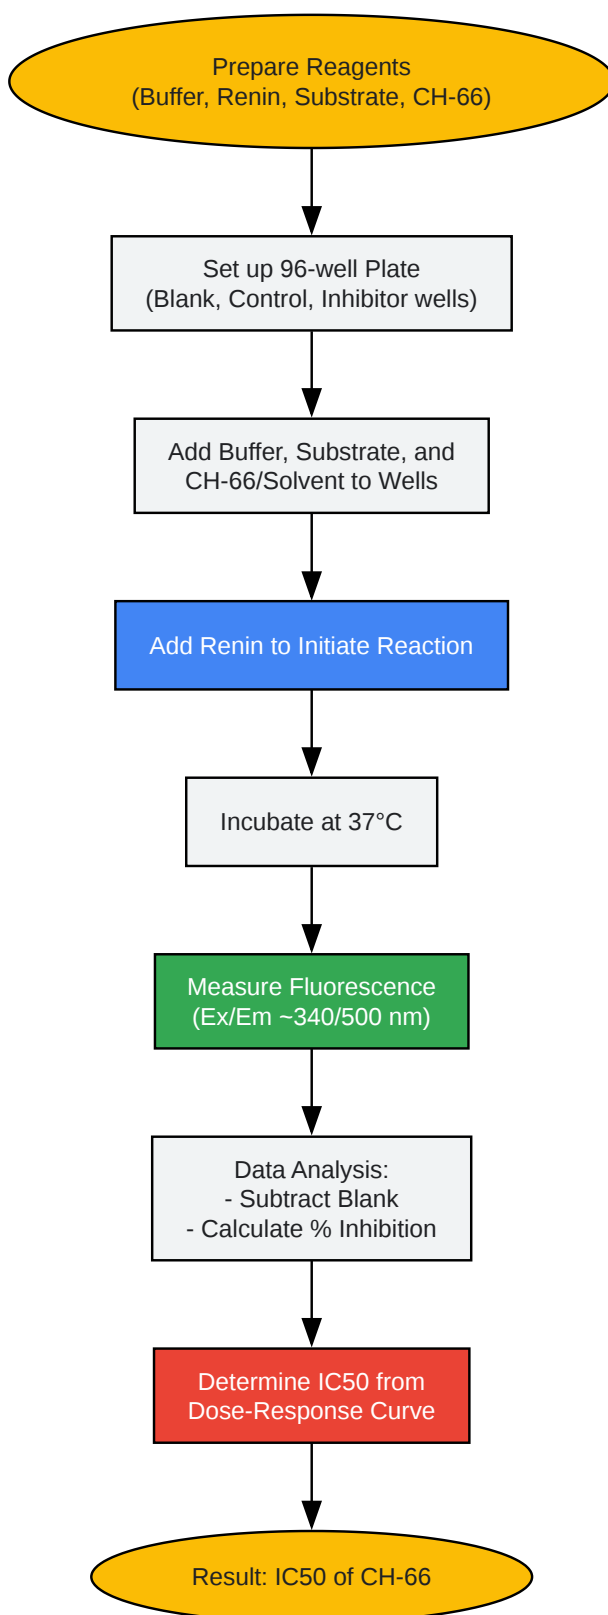 Prepare Reagents
(Buffer, Renin, Substrate, CH-66)
Set up 96-well Plate
(Blank, Control, Inhibitor wells)
Add Buffer, Substrate, and
CH-66/Solvent to Wells
Add Renin to Initiate Reaction
Incubate at 37°C
Measure Fluorescence
(Ex/Em ~340/500 nm)
Data Analysis:
- Subtract Blank
- Calculate % Inhibition
Determine IC50 from
Dose-Response Curve
Result: IC50 of CH-66